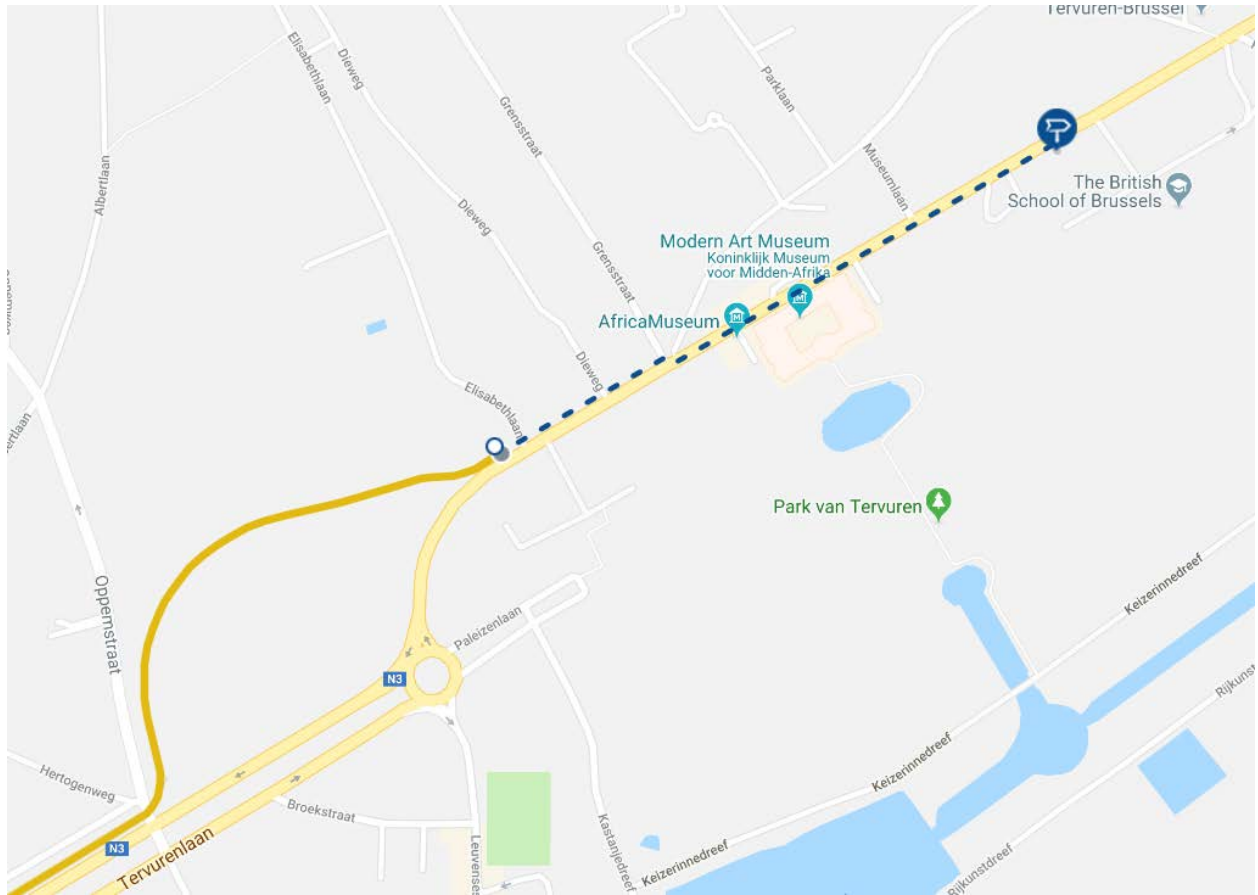 Tervuren-Brussel
Elisabethlaan
Dieweg
Parklaan
Grensstraat
Albertlaan
Museumlaan
The British
School of Brussels
Dieweg
Modern Art Museum
Koninklijk Museum
voor Midden-Afrika
Grensstraat
AfricaMuseum
Dieweg
Elisabethlaan
Park van Tervuren
Keizerinnedreef
Oppemstraat
Paleizenlaan
N3
Keizerinnedreef
Hertogenweg
Broekstraat
N3
Tervurenlaan
Kastanjedreef
Rijkunstdreef
Keizerinnedreef